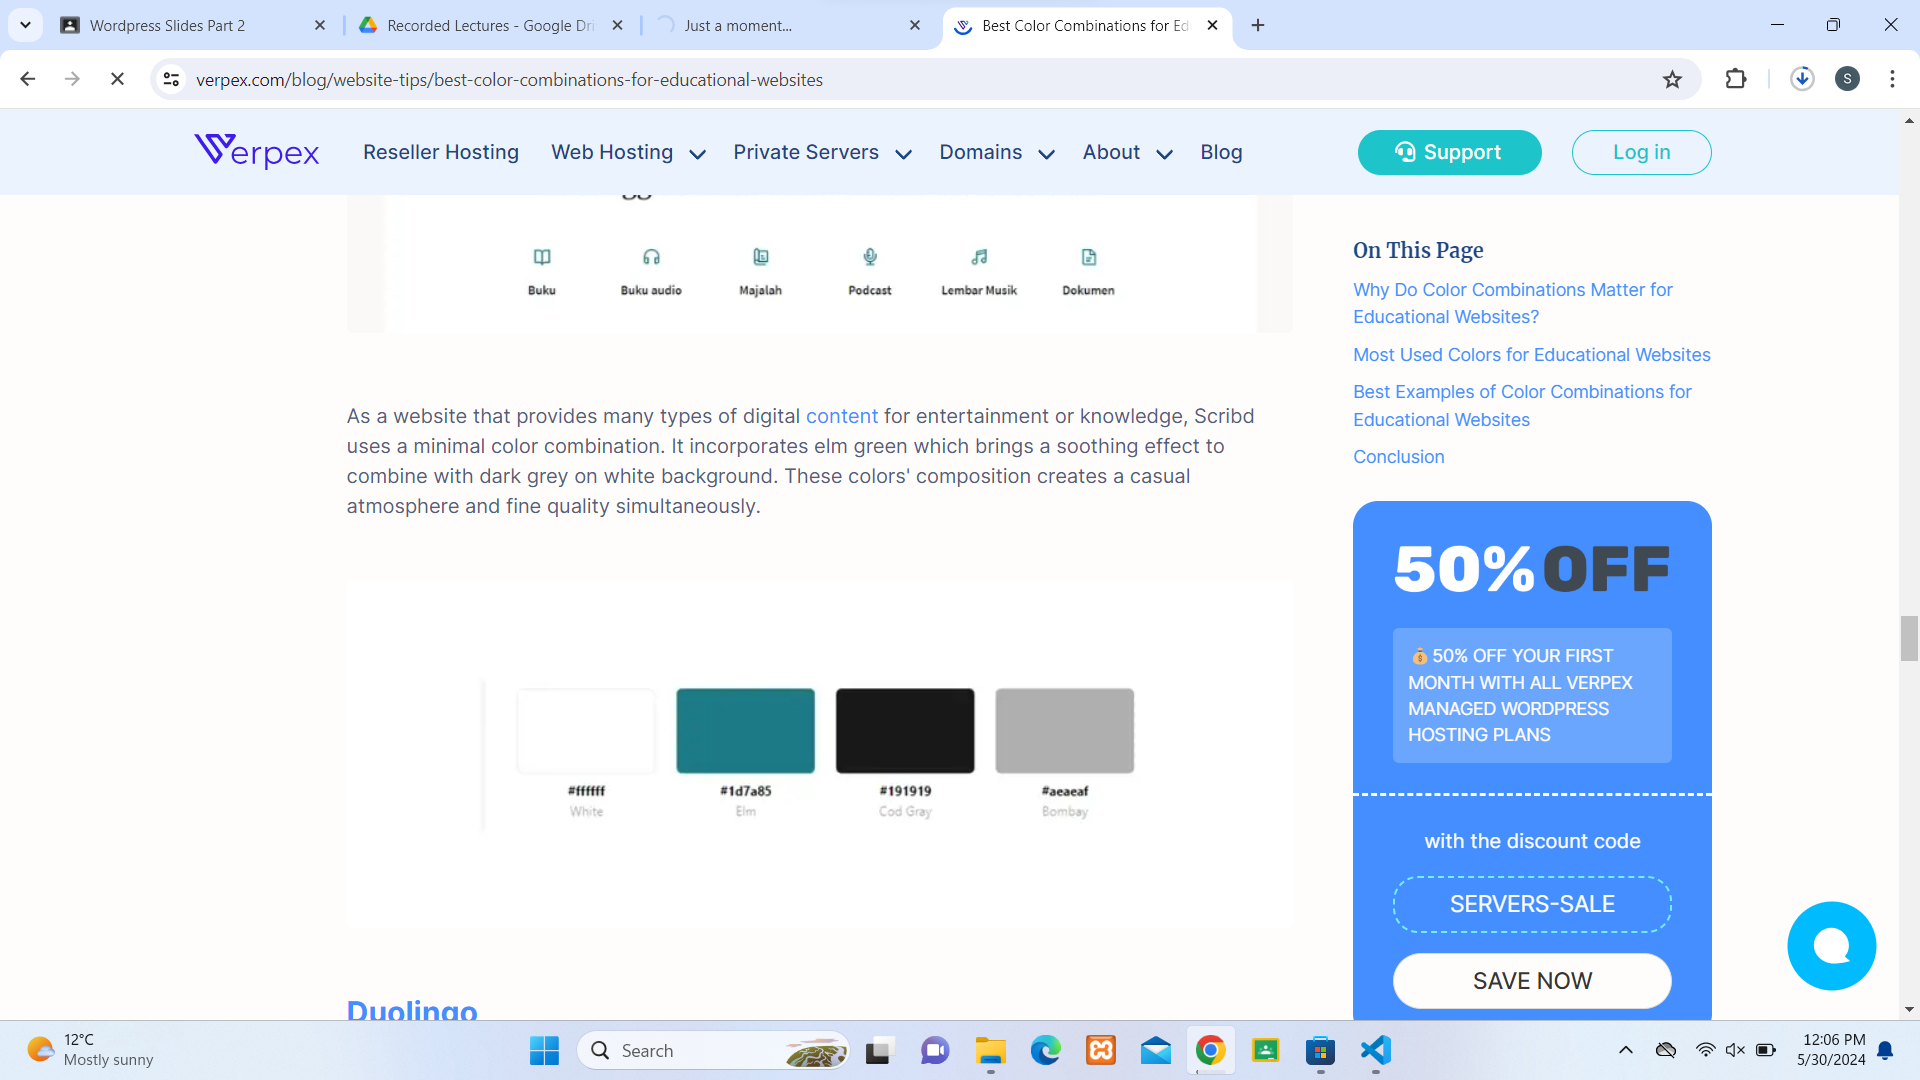 Wordpress Slides Part 2
Recorded Lectures - Google Dri
Just a moment...
Best Color Combinations for Ed
verpex.com/blog/website-tips/best-color-combinations-for-educational-websites
S
Verpex
Reseller Hosting
Web Hosting
Private Servers
Domains
About
Blog
Support
Log in
Buku
Buku audio
Majalah
Podcast
Lembar Musik
Dokumen
As a website that provides many types of digital content for entertainment or knowledge, Scribd
uses a minimal color combination. It incorporates elm green which brings a soothing effect to
combine with dark grey on white background. These colors' composition creates a casual
atmosphere and fine quality simultaneously.
#ffffff
White
#1d7a85
Elm
#191919
Cod Gray
#aeaeaf
Bombay
Duolingo
On This Page
Why Do Color Combinations Matter for
Educational Websites?
Most Used Colors for Educational Websites
Best Examples of Color Combinations for
Educational Websites
Conclusion
50% OFF
50% OFF YOUR FIRST
MONTH WITH ALL VERPEX
MANAGED WORDPRESS
HOSTING PLANS
with the discount code
SERVERS-SALE
SAVE NOW
12°C
Mostly sunny
Search
12:06 PM
5/30/2024